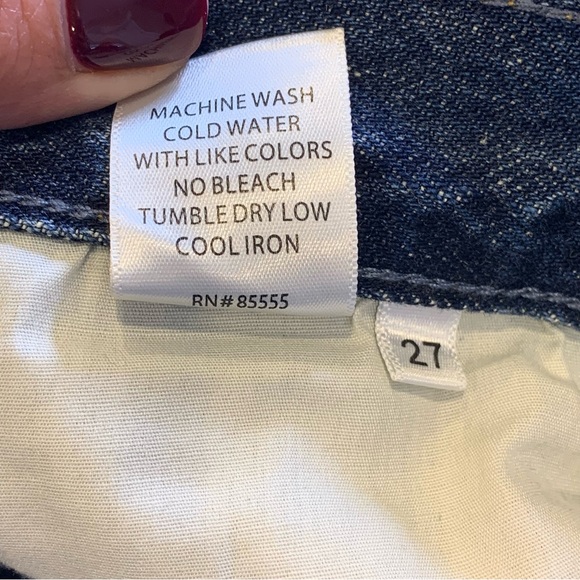 MACHINE WASH
COLD WATER
WITH LIKE COLORS
NO BLEACH
TUMBLE DRY LOW
COOL IRON
RN# 85555
27